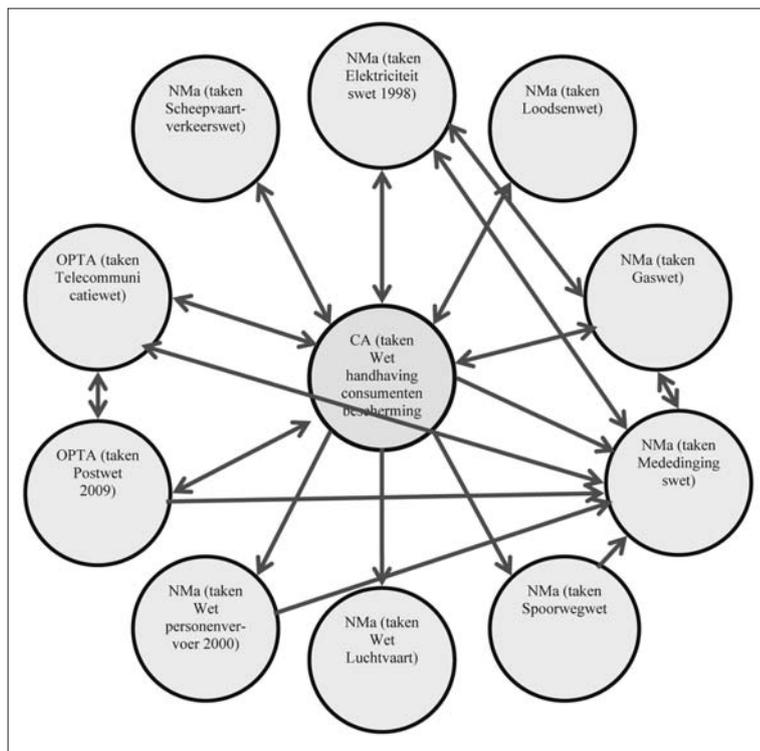 NMa (taken
Scheepvaart-
verkeerswet)
NMa (taken
Elektriciteit
swet 1998)
NMa (taken
Loodsenwet)
OPTA (taken
Telecommuni
catiewet)
NMa (taken
Gaswet)
CA (taken
Wet
handhaving
consumenten
bescherming
OPTA (taken
Postwet
2009)
NMa (taken
Mededinging
swet)
NMa (taken
Wet
personenver-
voer 2000)
NMa (taken
Wet
Luchtvaart)
NMa (taken
Spoorwegwet